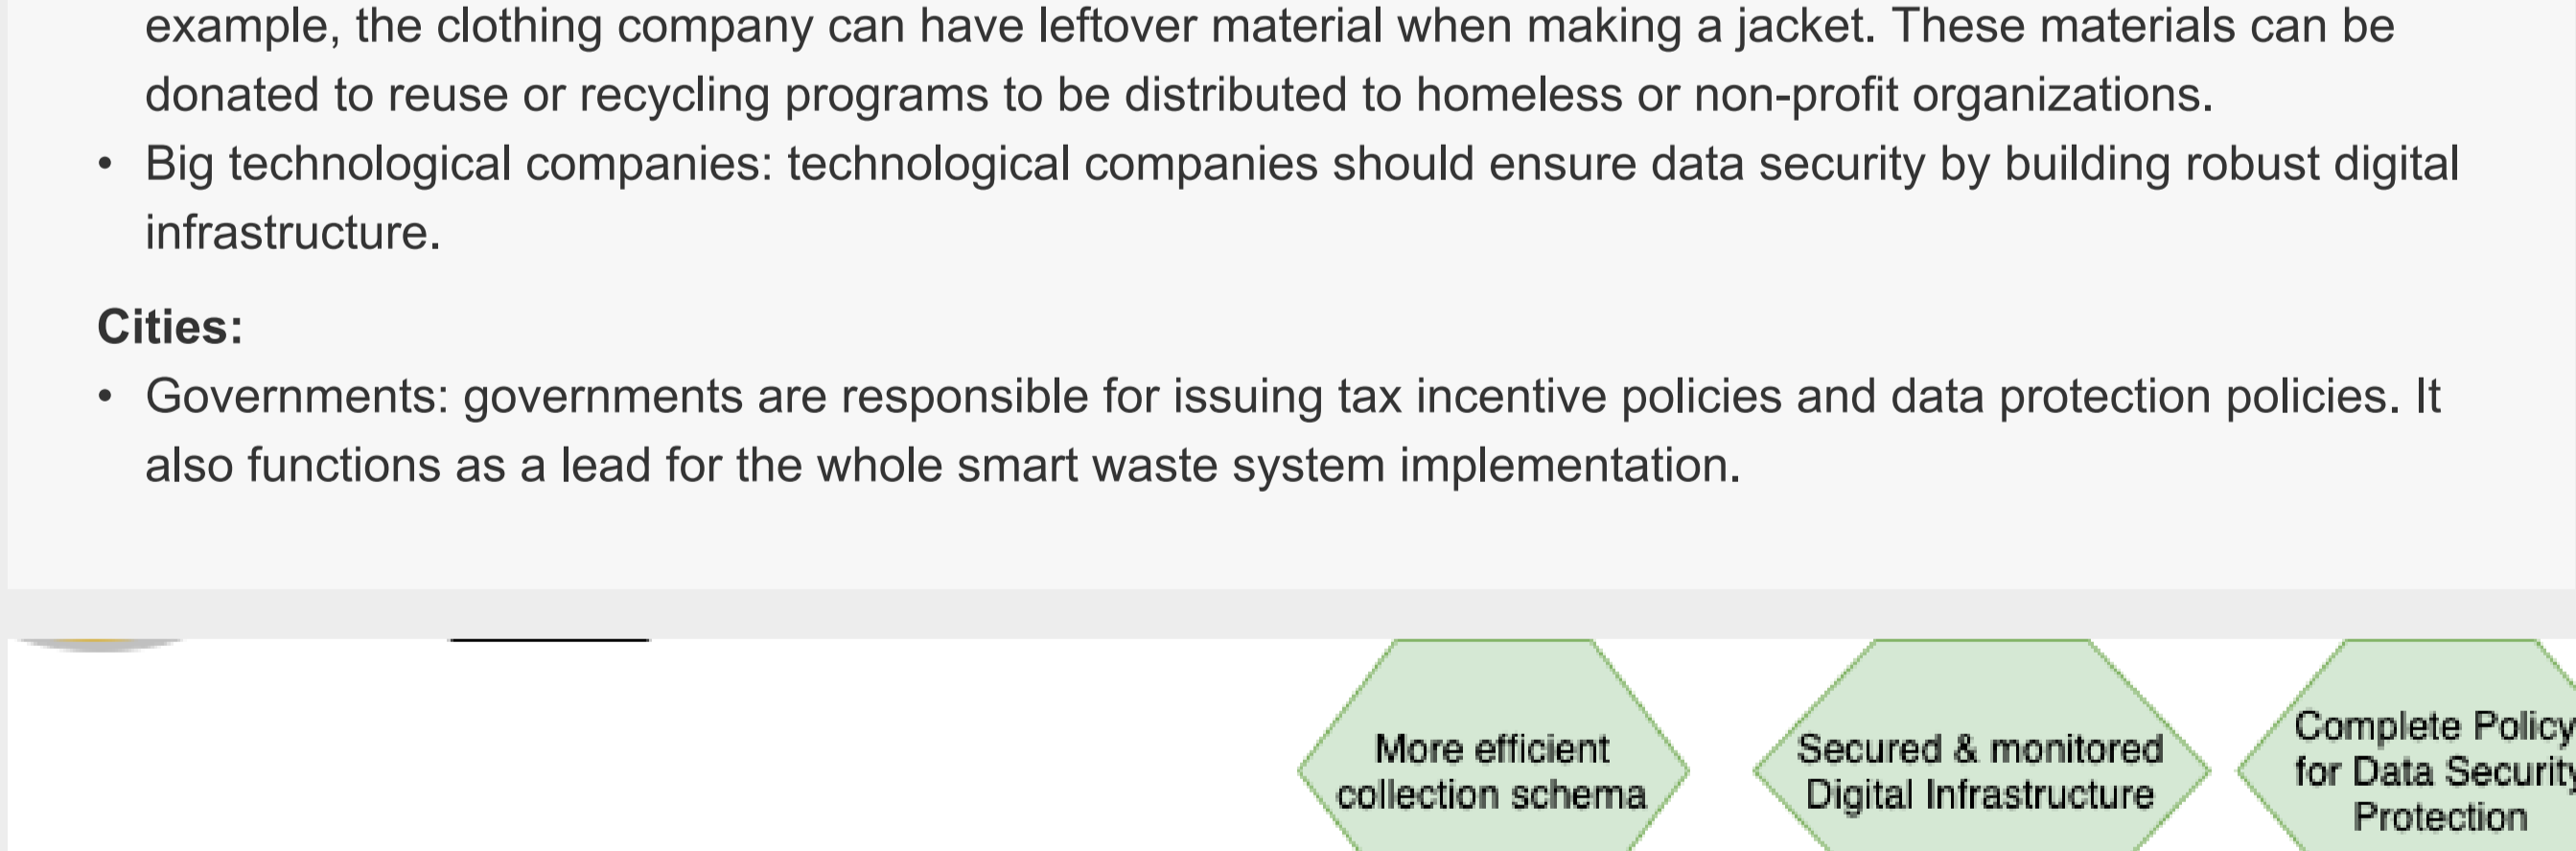 example, the clothing company can have leftover material when making a jacket. These materials can be
donated to reuse or recycling programs to be distributed to homeless or non-profit organizations.
• Big technological companies: technological companies should ensure data security by building robust digital
infrastructure.
Cities:
• Governments: governments are responsible for issuing tax incentive policies and data protection policies. It
also functions as a lead for the whole smart waste system implementation.
More efficient
collection schema
Secured & monitored
Digital Infrastructure
Complete Policy
for Data Security
Protection